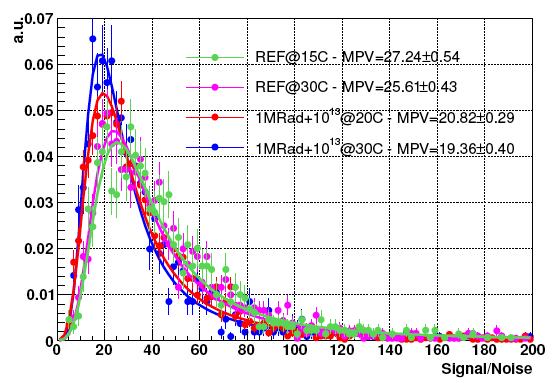 a.u.
0.07
0.06
0.05
0.04
0.03
0.02
0.01
0
REF@15C - MPV=27.24±0.54
REF@30C - MPV=25.61±0.43
1MRad+10¹³@20C - MPV=20.82±0.29
1MRad+10¹³@30C - MPV=19.36±0.40
0 20 40 60 80 100 120 140 160 180 200
Signal/Noise